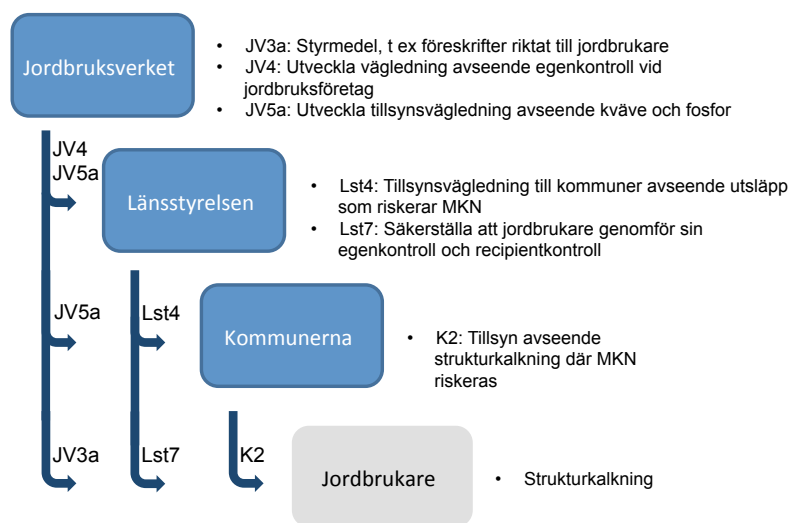 Jordbruksverket
• JV3a: Styrmedel, t ex föreskrifter riktat till jordbrukare
• JV4: Utveckla vägledning avseende egenkontroll vid
jordbruksföretag
• JV5a: Utveckla tillsynsvägledning avseende kväve och fosfor
JV4
JV5a
Länsstyrelsen
• Lst4: Tillsynsvägledning till kommuner avseende utsläpp
som riskerar MKN
• Lst7: Säkerställa att jordbrukare genomför sin
egenkontroll och recipientkontroll
JV5a
Lst4
Kommunerna
• K2: Tillsyn avseende
strukturkalkning där MKN
riskeras
JV3a
Lst7
K2
Jordbrukare
• Strukturkalkning